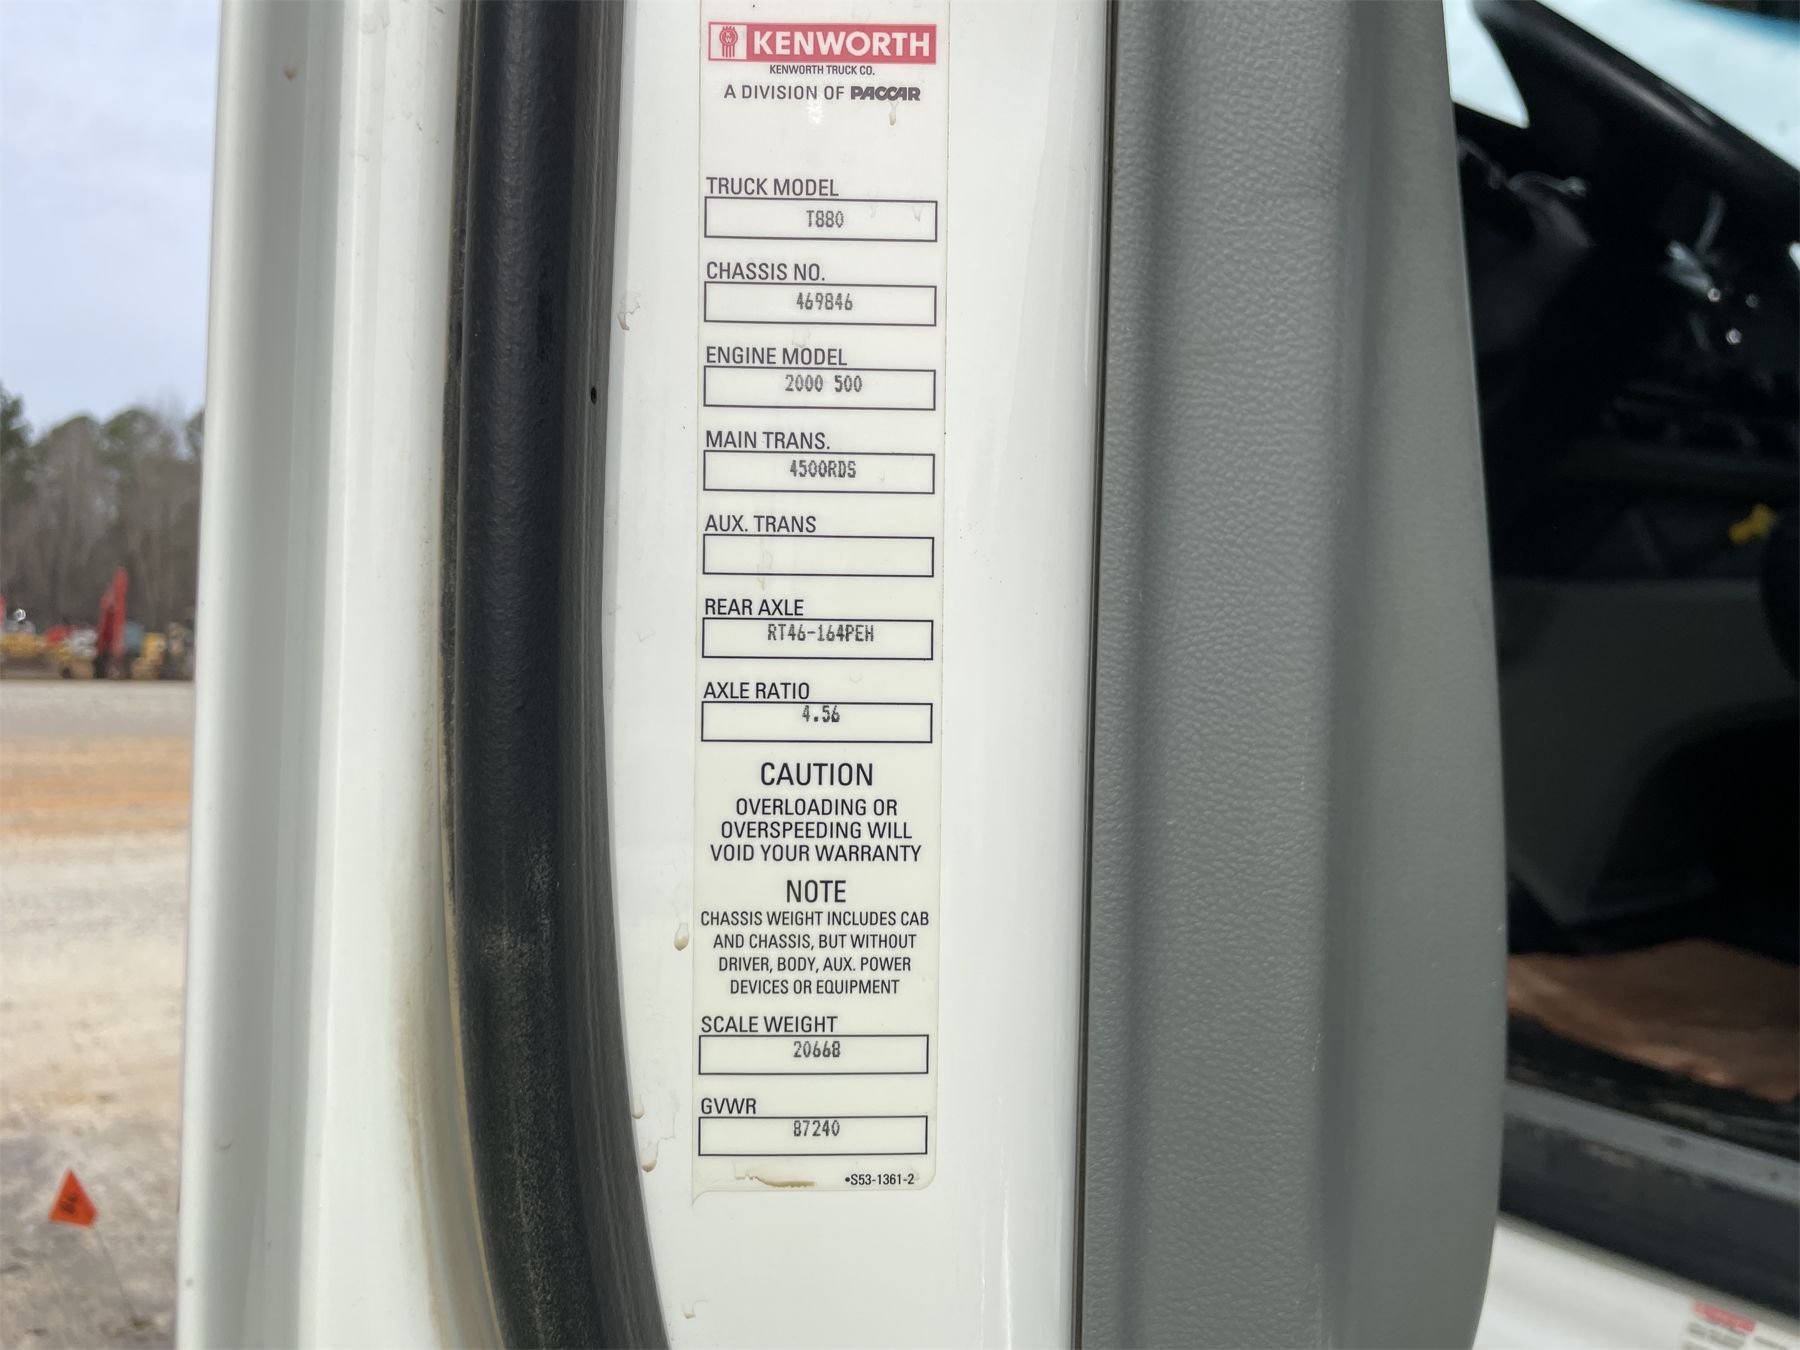 KENWORTH
KENWORTH TRUCK CO.
A DIVISION OF PACCAR
TRUCK MODEL
T880
CHASSIS NO.
469846
ENGINE MODEL
2000 500
MAIN TRANS.
4500RDS
AUX. TRANS
REAR AXLE
RT46-164PEH
AXLE RATIO
4.56
CAUTION
OVERLOADING OR
OVERSPEEDING WILL
VOID YOUR WARRANTY
NOTE
CHASSIS WEIGHT INCLUDES CAB
AND CHASSIS, BUT WITHOUT
DRIVER, BODY, AUX. POWER
DEVICES OR EQUIPMENT
SCALE WEIGHT
20668
GVWR
87240
•S53-1361-2